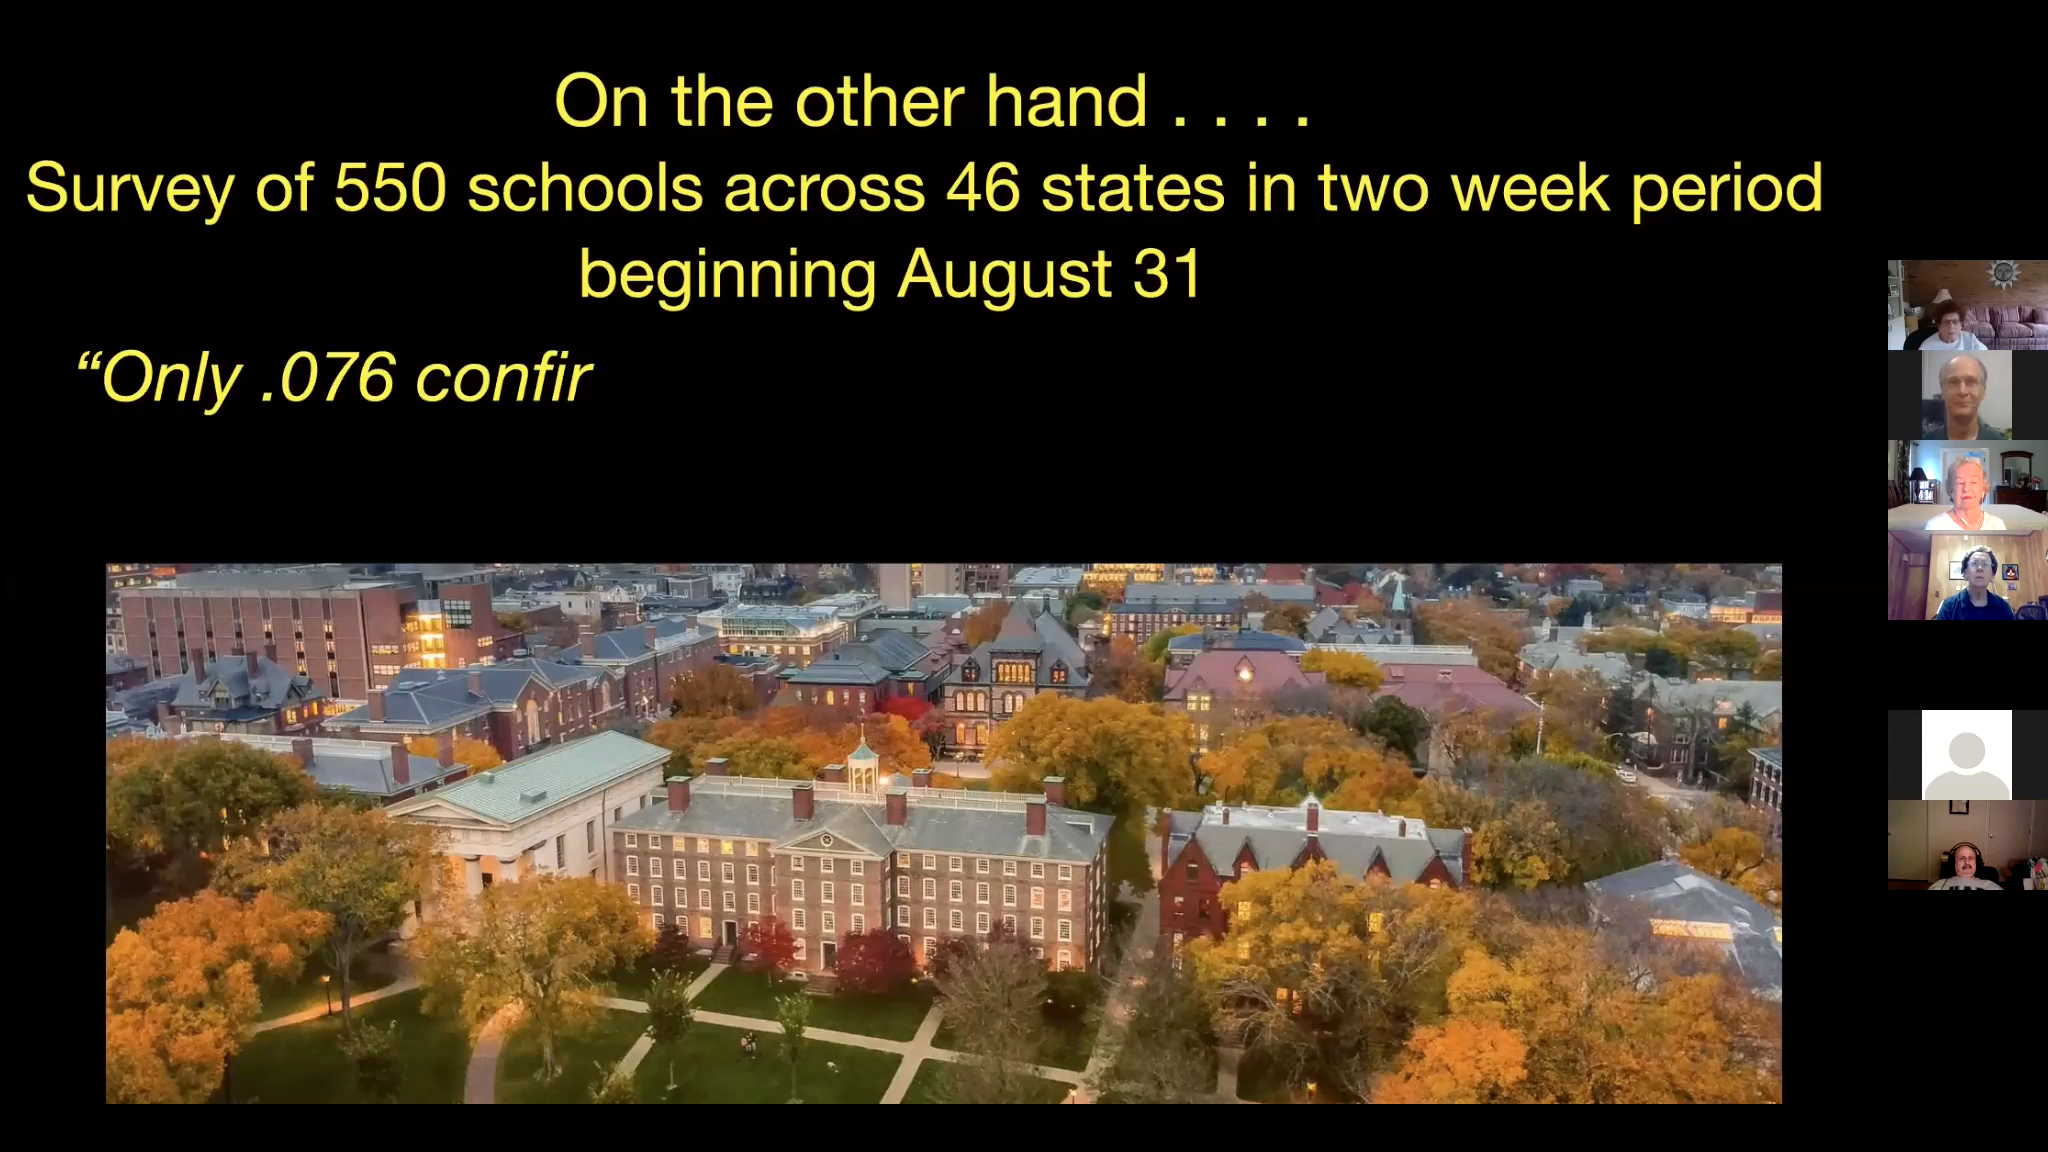 On the other hand . . . .
Survey of 550 schools across 46 states in two week period
beginning August 31
“Only .076 confir